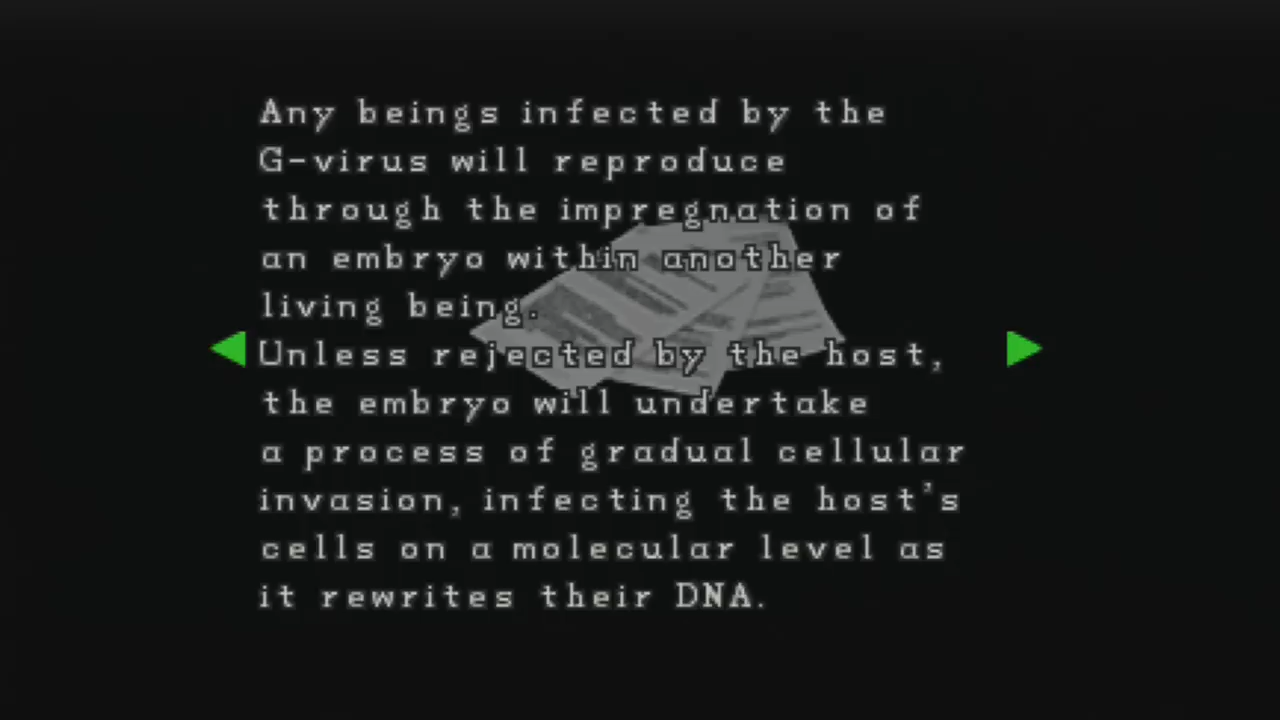 Any beings infected by the
G-virus will reproduce
through the impregnation of
an embryo within another
living being.
Unless rejected by the host,
the embryo will undertake
a process of gradual cellular
invasion, infecting the host's
cells on a molecular level as
it rewrites their DNA.